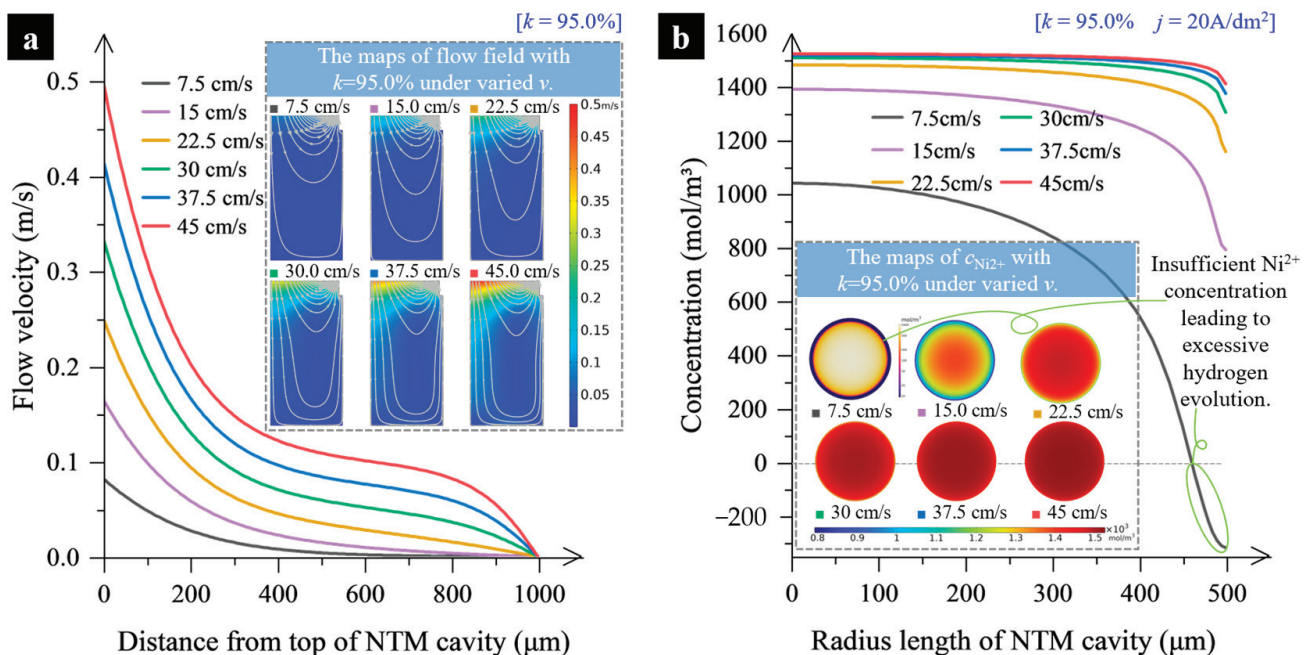 a
[k = 95.0%]
Flow velocity (m/s)
0.5
0.4
0.3
0.2
0.1
0.0
7.5 cm/s
15 cm/s
22.5 cm/s
30 cm/s
37.5 cm/s
45 cm/s
The maps of flow field with
k=95.0% under varied v.
7.5 cm/s 15.0 cm/s 22.5 cm/s
30.0 cm/s 37.5 cm/s 45.0 cm/s
0.5m/s
0.45
0.4
0.35
0.3
0.25
0.2
0.15
0.1
0.05
0 200 400 600 800 1000
Distance from top of NTM cavity (μm)
b
[k = 95.0% j = 20A/dm²]
Concentration (mol/m³)
1600
1400
1200
1000
800
600
400
200
0
−200
7.5cm/s 30cm/s
15cm/s 37.5cm/s
22.5cm/s 45cm/s
The maps of cNi2+ with
k=95.0% under varied v.
mol/m³
7.5 cm/s 15.0 cm/s 22.5 cm/s
30 cm/s 37.5 cm/s 45 cm/s
0.8 0.9 1 1.1 1.2 1.3 1.4 1.5 ×10³
mol/m³
Insufficient Ni²⁺
concentration
leading to
excessive
hydrogen
evolution.
0 100 200 300 400 500
Radius length of NTM cavity (μm)